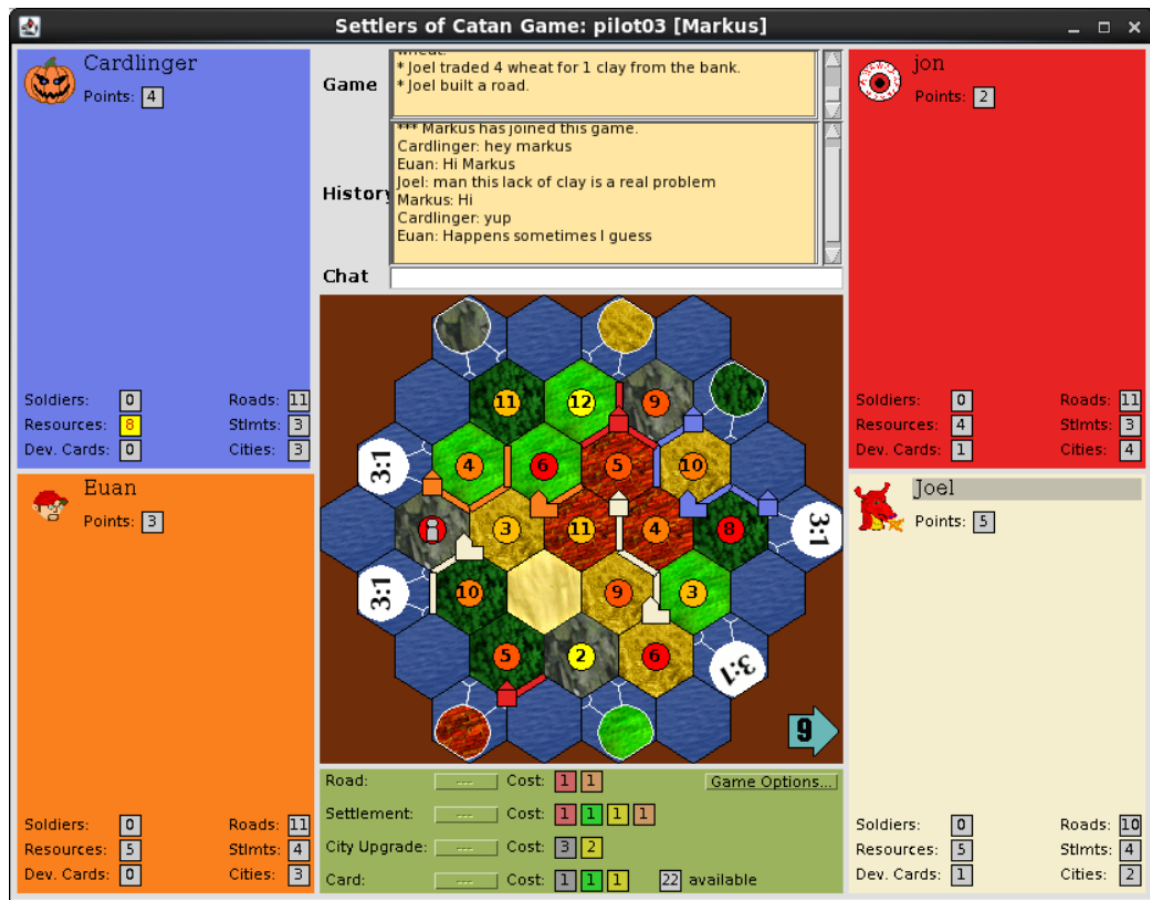 Settlers of Catan Game: pilot03 [Markus]
Cardlinger
Points: 4
Soldiers: 0
Roads: 11
Resources: 8
Stlmts: 3
Dev. Cards: 0
Cities: 3
Game
wheat.
* Joel traded 4 wheat for 1 clay from the bank.
* Joel built a road.
History
*** Markus has joined this game.
Cardlinger: hey markus
Euan: Hi Markus
Joel: man this lack of clay is a real problem
Markus: Hi
Cardlinger: yup
Euan: Happens sometimes I guess
Chat
jon
Points: 2
Soldiers: 0
Roads: 11
Resources: 4
Stlmts: 3
Dev. Cards: 1
Cities: 4
Euan
Points: 3
Soldiers: 0
Roads: 11
Resources: 5
Stlmts: 4
Dev. Cards: 0
Cities: 3
11 12 9
3:1 4 6 5 10
3 11 4 8 3:1
3:1 10 9 3
5 2 6 3:1
9
Joel
Points: 5
Soldiers: 0
Roads: 10
Resources: 5
Stlmts: 4
Dev. Cards: 1
Cities: 2
Road: --- Cost: 1 1 Game Options...
Settlement: --- Cost: 1 1 1 1
City Upgrade: --- Cost: 3 2
Card: --- Cost: 1 1 1 22 available